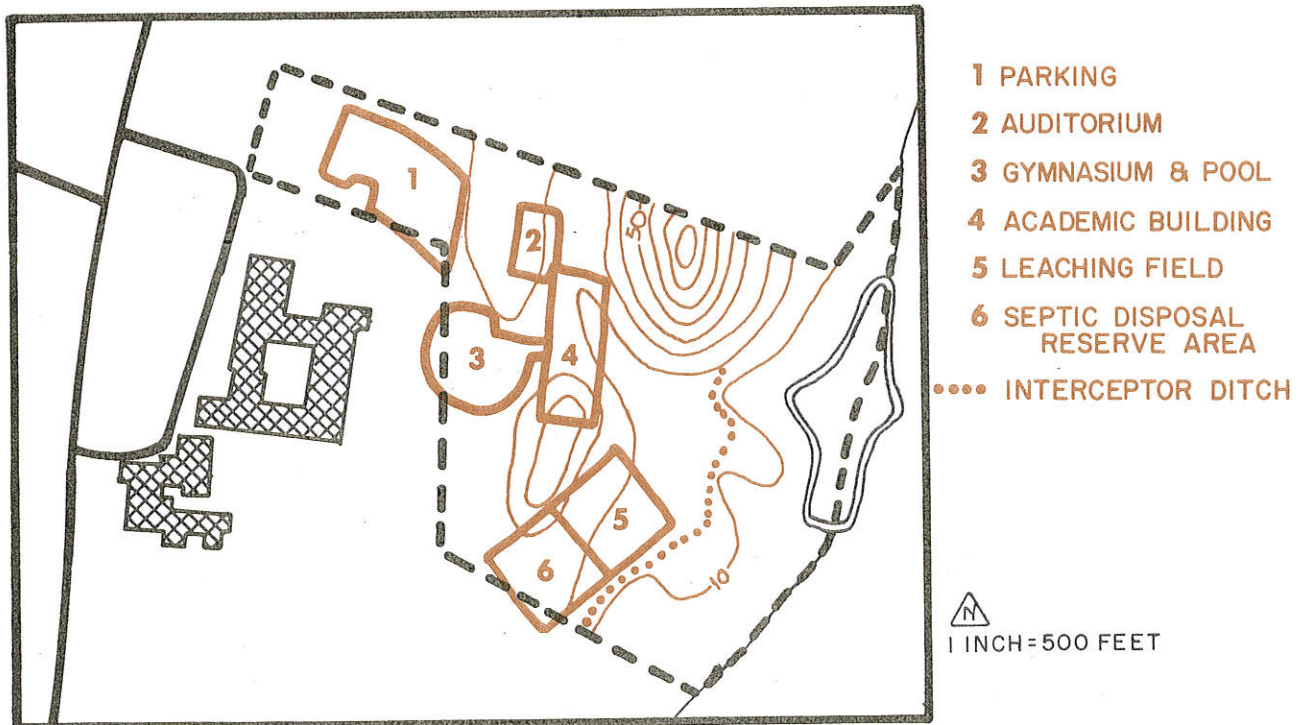 1 PARKING
2 AUDITORIUM
3 GYMNASIUM & POOL
4 ACADEMIC BUILDING
5 LEACHING FIELD
6 SEPTIC DISPOSAL
RESERVE AREA
INTERCEPTOR DITCH
1
2
50
3
4
5
6
10
N
1 INCH = 500 FEET